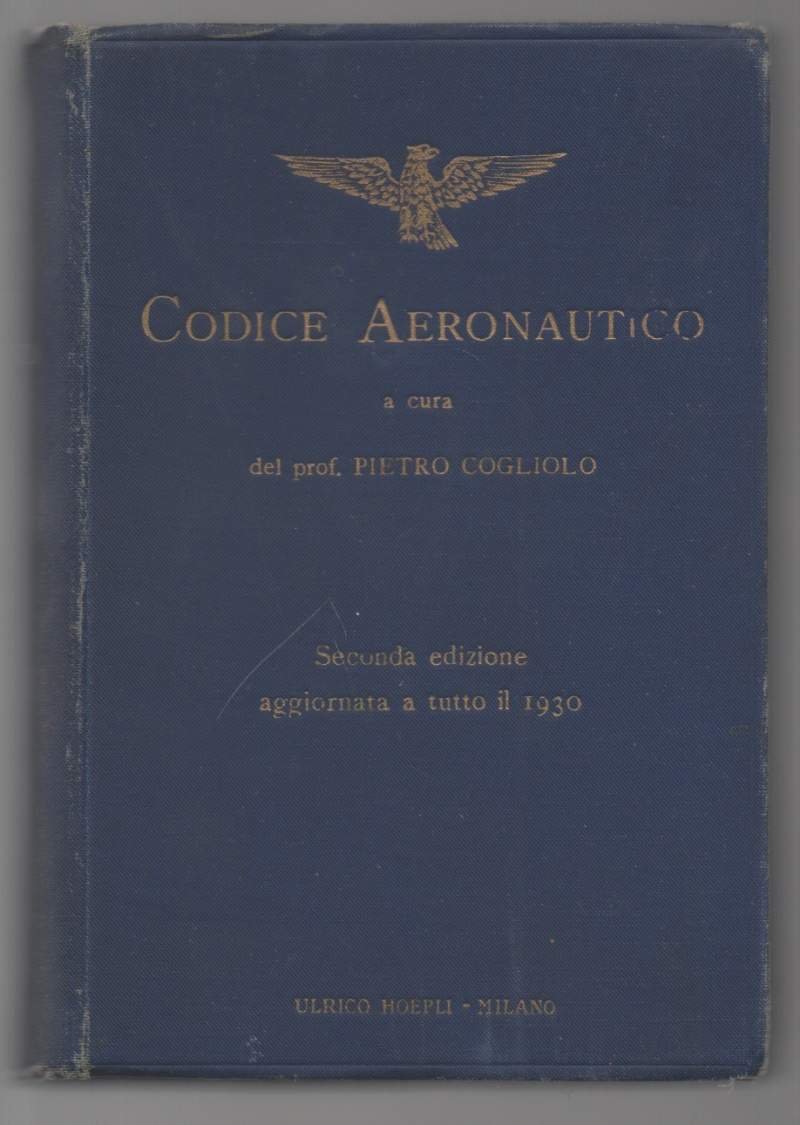 CODICE AERONAUTICO
a cura
del prof. PIETRO COGLIOLO
Seconda edizione
aggiornata a tutto il 1930
ULRICO HOEPLI - MILANO